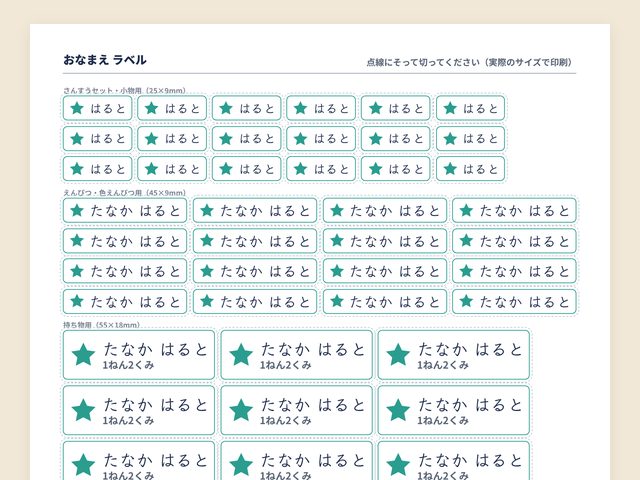 おなまえ ラベル
点線にそって切ってください（実際のサイズで印刷）
さんすうセット・小物用（25×9mm）
はると はると はると はると はると はると
はると はると はると はると はると はると
はると はると はると はると はると はると
えんぴつ・色えんぴつ用（45×9mm）
たなか はると たなか はると たなか はると たなか はると
たなか はると たなか はると たなか はると たなか はると
たなか はると たなか はると たなか はると たなか はると
たなか はると たなか はると たなか はると たなか はると
持ち物用（55×18mm）
たなか はると たなか はると たなか はると
1ねん2くみ 1ねん2くみ 1ねん2くみ
たなか はると たなか はると たなか はると
1ねん2くみ 1ねん2くみ 1ねん2くみ
たなか はると たなか はると たなか はると
1ねん2くみ 1ねん2くみ 1ねん2くみ